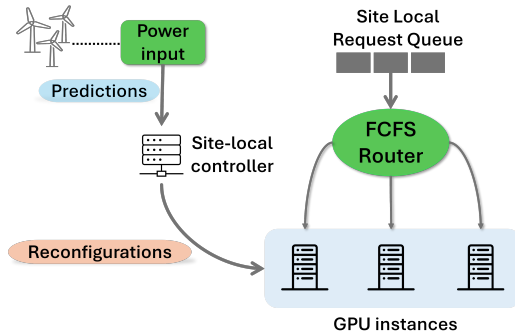 Power
input
Site Local
Request Queue
Predictions
Site-local
controller
FCFS
Router
Reconfigurations
GPU instances